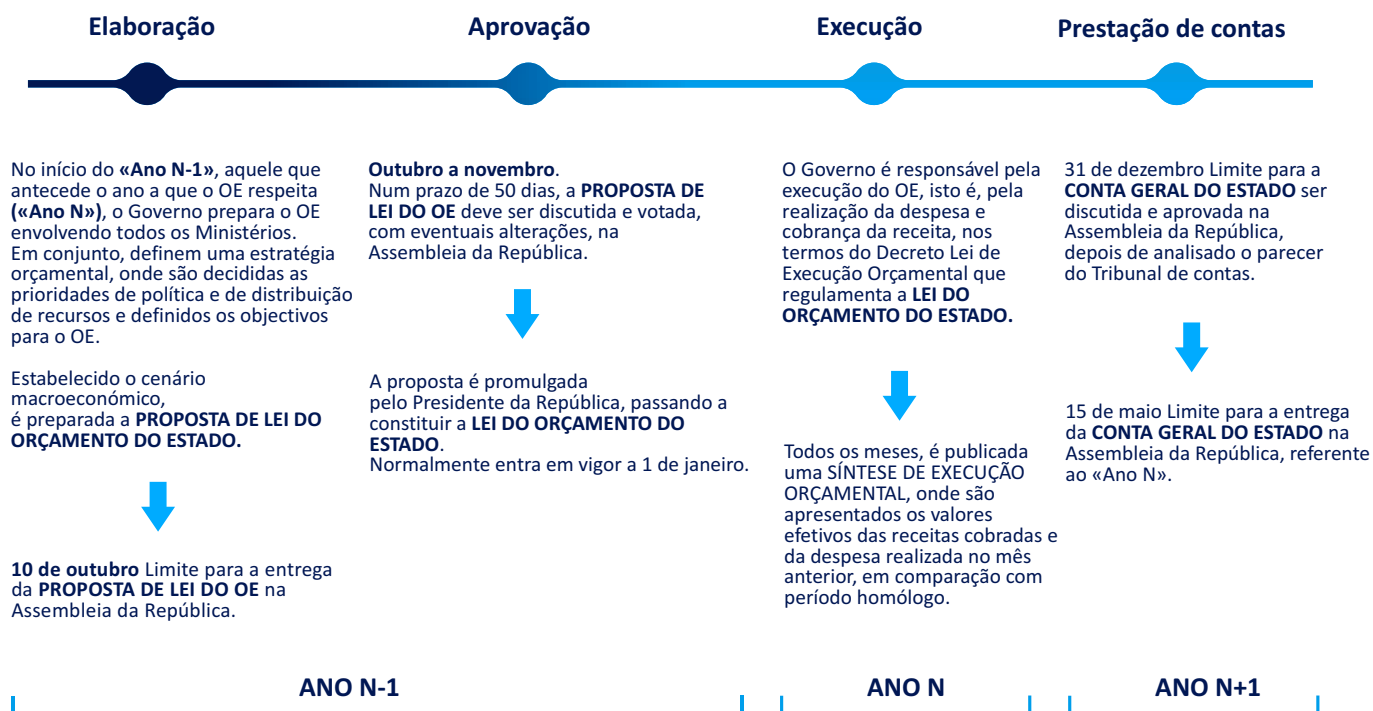 Elaboração
Aprovação
Execução
Prestação de contas
No início do «Ano N-1», aquele que
antecede o ano a que o OE respeita
(«Ano N»), o Governo prepara o OE
envolvendo todos os Ministérios.
Em conjunto, definem uma estratégia
orçamental, onde são decididas as
prioridades de política e de distribuição
de recursos e definidos os objectivos
para o OE.
Estabelecido o cenário
macroeconómico,
é preparada a PROPOSTA DE LEI DO
ORÇAMENTO DO ESTADO.
10 de outubro Limite para a entrega
da PROPOSTA DE LEI DO OE na
Assembleia da República.
Outubro a novembro.
Num prazo de 50 dias, a PROPOSTA DE
LEI DO OE deve ser discutida e votada,
com eventuais alterações, na
Assembleia da República.
A proposta é promulgada
pelo Presidente da República, passando a
constituir a LEI DO ORÇAMENTO DO
ESTADO.
Normalmente entra em vigor a 1 de janeiro.
O Governo é responsável pela
execução do OE, isto é, pela
realização da despesa e
cobrança da receita, nos
termos do Decreto Lei de
Execução Orçamental que
regulamenta a LEI DO
ORÇAMENTO DO ESTADO.
Todos os meses, é publicada
uma SÍNTESE DE EXECUÇÃO
ORÇAMENTAL, onde são
apresentados os valores
efetivos das receitas cobradas e
da despesa realizada no mês
anterior, em comparação com
período homólogo.
31 de dezembro Limite para a
CONTA GERAL DO ESTADO ser
discutida e aprovada na
Assembleia da República,
depois de analisado o parecer
do Tribunal de contas.
15 de maio Limite para a entrega
da CONTA GERAL DO ESTADO na
Assembleia da República, referente
ao «Ano N».
ANO N-1
ANO N
ANO N+1